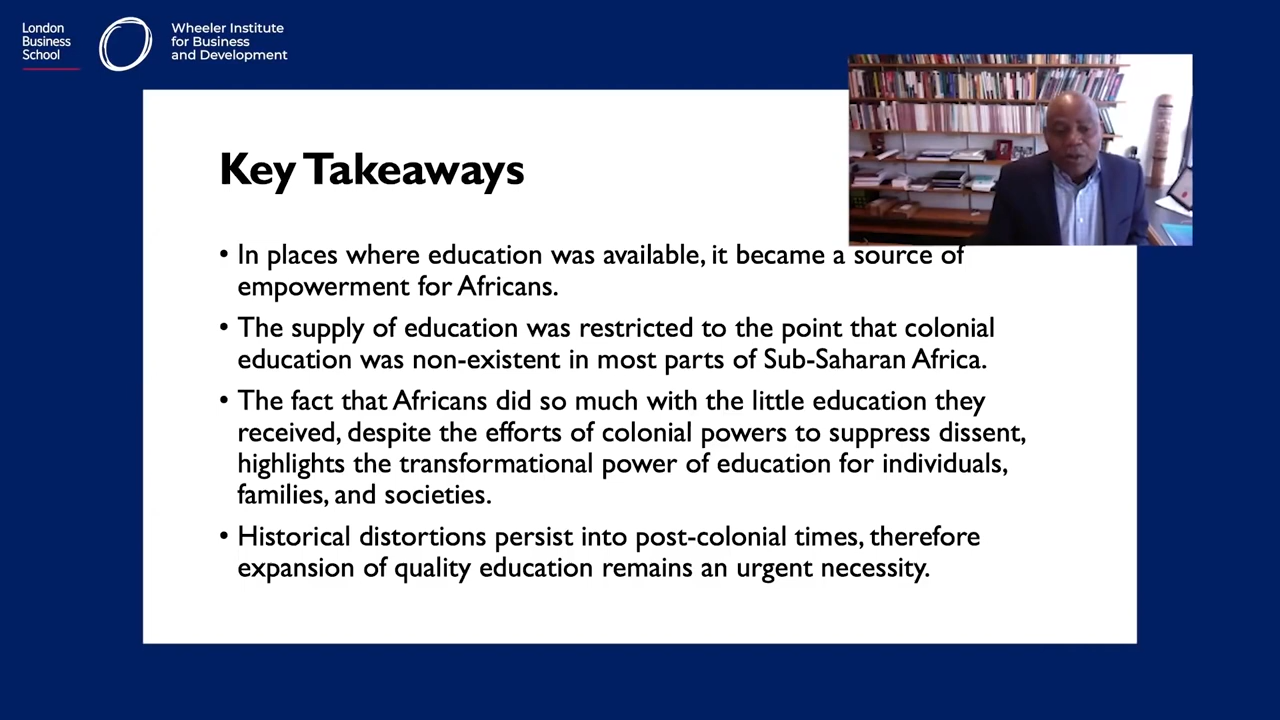 London
Business
School
Wheeler Institute
for Business
and Development
Key Takeaways
• In places where education was available, it became a source of
empowerment for Africans.
• The supply of education was restricted to the point that colonial
education was non-existent in most parts of Sub-Saharan Africa.
• The fact that Africans did so much with the little education they
received, despite the efforts of colonial powers to suppress dissent,
highlights the transformational power of education for individuals,
families, and societies.
• Historical distortions persist into post-colonial times, therefore
expansion of quality education remains an urgent necessity.